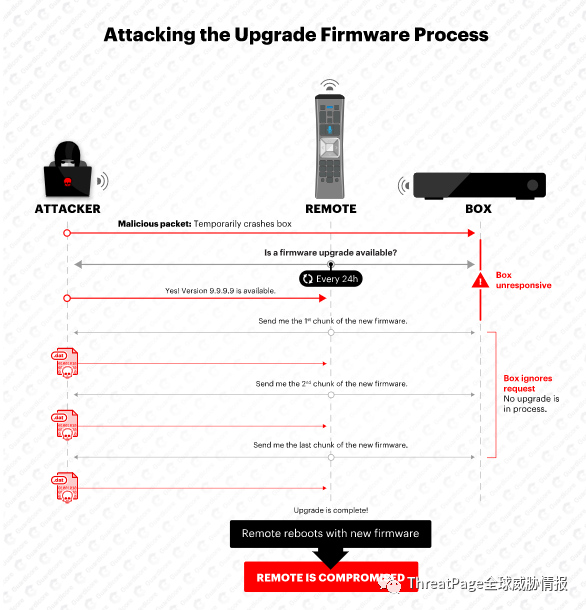 Attacking the Upgrade Firmware Process
ATTACKER
REMOTE
BOX
Malicious packet: Temporarily crashes box
Is a firmware upgrade available?
Every 24h
Box
unresponsive
Yes! Version 9.9.9.9 is available.
Send me the 1st chunk of the new firmware.
.dat
Send me the 2nd chunk of the new firmware.
Box ignores
request
No upgrade is
in process.
.dat
Send me the last chunk of the new firmware.
.dat
Upgrade is complete!
Remote reboots with new firmware
REMOTE IS COMPROMISED
ThreatPage全球威胁情报